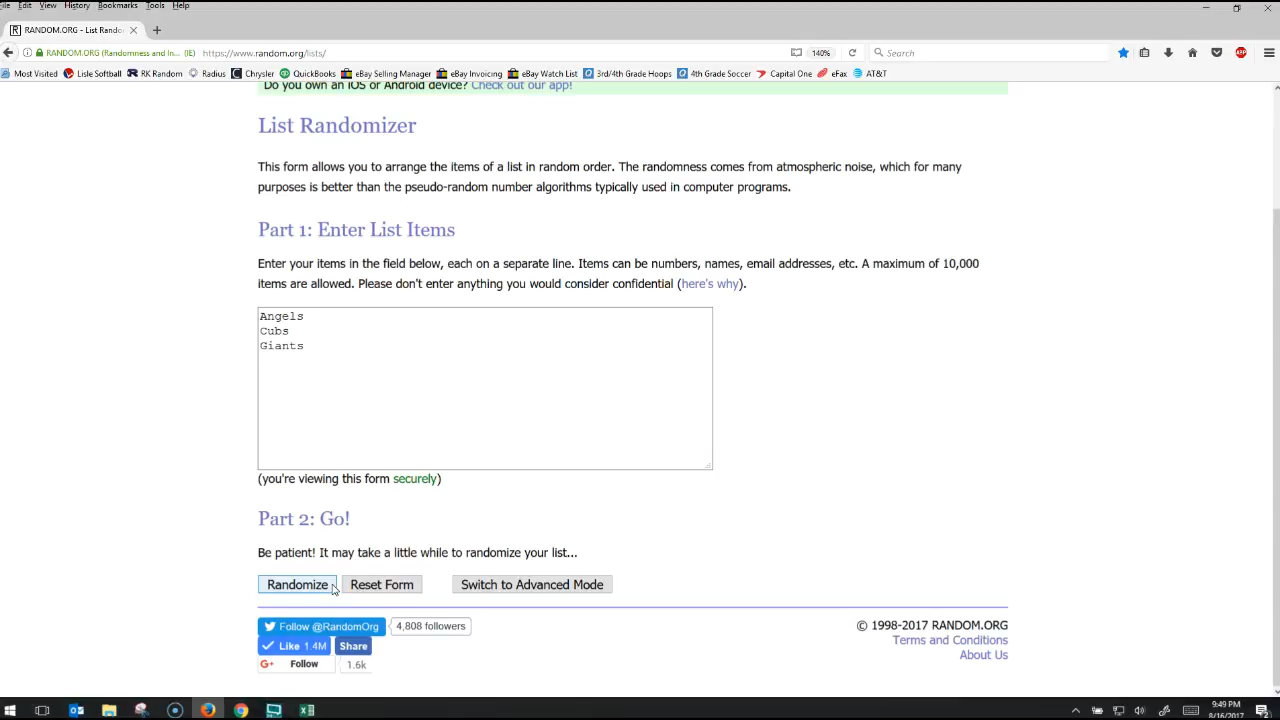 File Edit View History Bookmarks Tools Help
RANDOM.ORG - List Rando
RANDOM.ORG (Randomness and In... (IE) https://www.random.org/lists/ 140% Search
Most Visited Lisle Softball RK Random Radius Chrysler QuickBooks eBay Selling Manager eBay Invoicing eBay Watch List 3rd/4th Grade Hoops 4th Grade Soccer Capital One eFax AT&T
Do you own an iOS or Android device? Check out our app!
List Randomizer
This form allows you to arrange the items of a list in random order. The randomness comes from atmospheric noise, which for many
purposes is better than the pseudo-random number algorithms typically used in computer programs.
Part 1: Enter List Items
Enter your items in the field below, each on a separate line. Items can be numbers, names, email addresses, etc. A maximum of 10,000
items are allowed. Please don't enter anything you would consider confidential (here's why).
Angels
Cubs
Giants
(you're viewing this form securely)
Part 2: Go!
Be patient! It may take a little while to randomize your list...
Randomize Reset Form Switch to Advanced Mode
Follow @RandomOrg 4,808 followers
Like 1.4M Share
G+ Follow 1.6k
© 1998-2017 RANDOM.ORG
Terms and Conditions
About Us
9:49 PM
8/16/2017